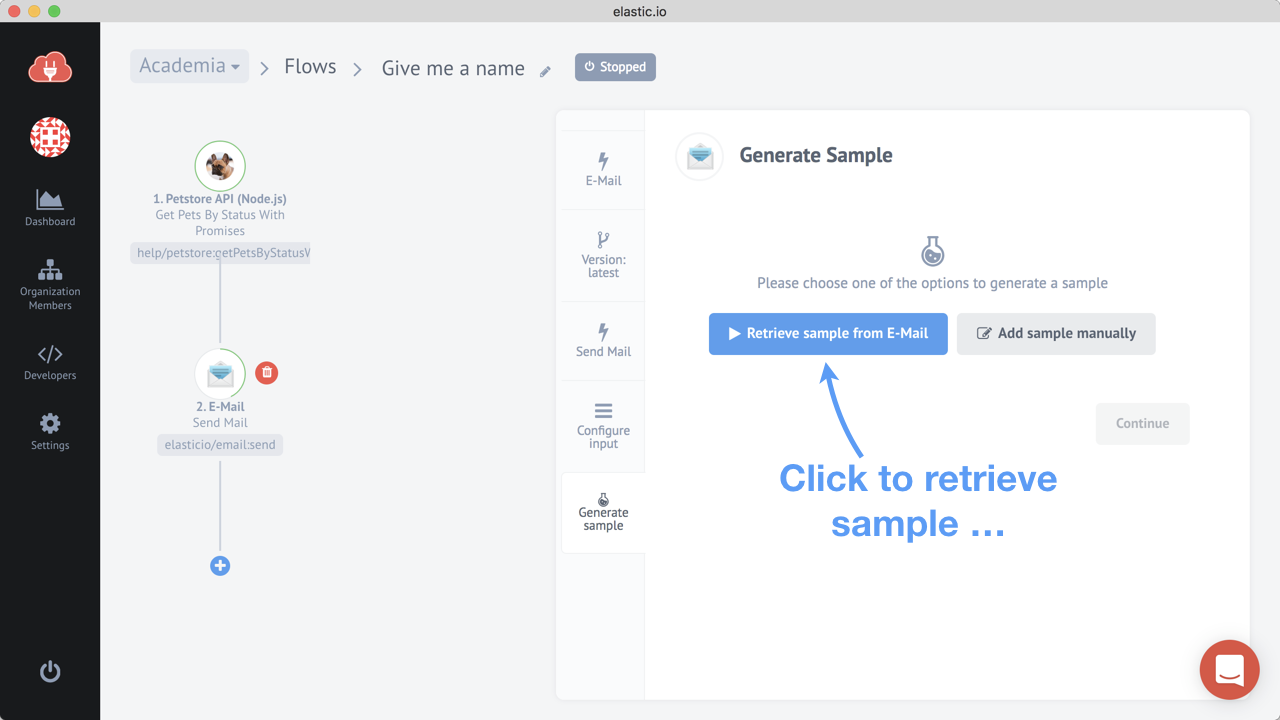 elastic.io
Academia
Flows
Give me a name
Stopped
Dashboard
Organization
Members
Developers
Settings
1. Petstore API (Node.js)
Get Pets By Status With
Promises
help/petstore:getPetsByStatusW
2. E-Mail
Send Mail
elasticio/email:send
E-Mail
Version:
latest
Send Mail
Configure
input
Generate
sample
Generate Sample
Please choose one of the options to generate a sample
Retrieve sample from E-Mail
Add sample manually
Continue
Click to retrieve
sample ...